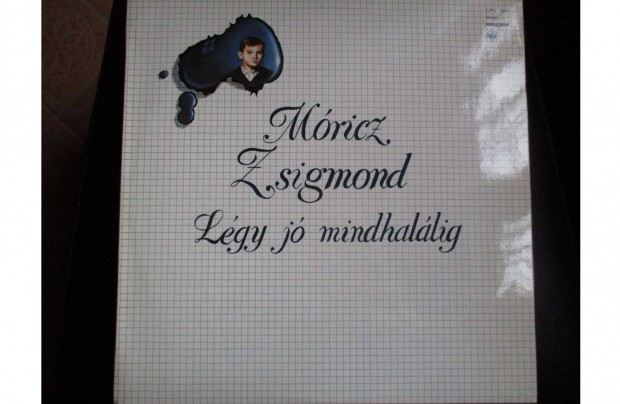 Móricz
Zsigmond
Légy jó mindhalálig